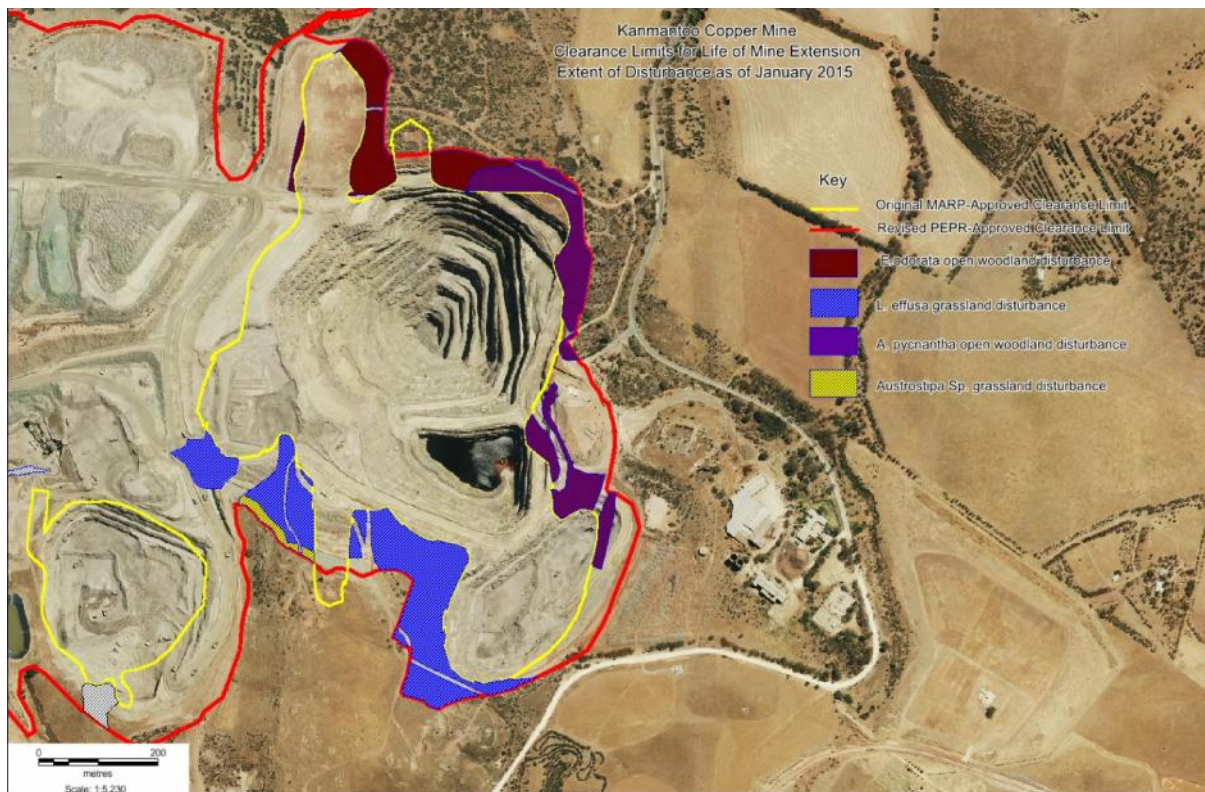 Kanmantoo Copper Mine
Clearance Limits for Life of Mine Extension
Extent of Disturbance as of January 2015
Key
Original MARP-Approved Clearance Limit
Revised PEPR-Approved Clearance Limit
E.odorata open woodland disturbance
L. effusa grassland disturbance
A. pycnantha open woodland disturbance
Austrostipa Sp. grassland disturbance
0 200
metres
Scale: 1:5,230